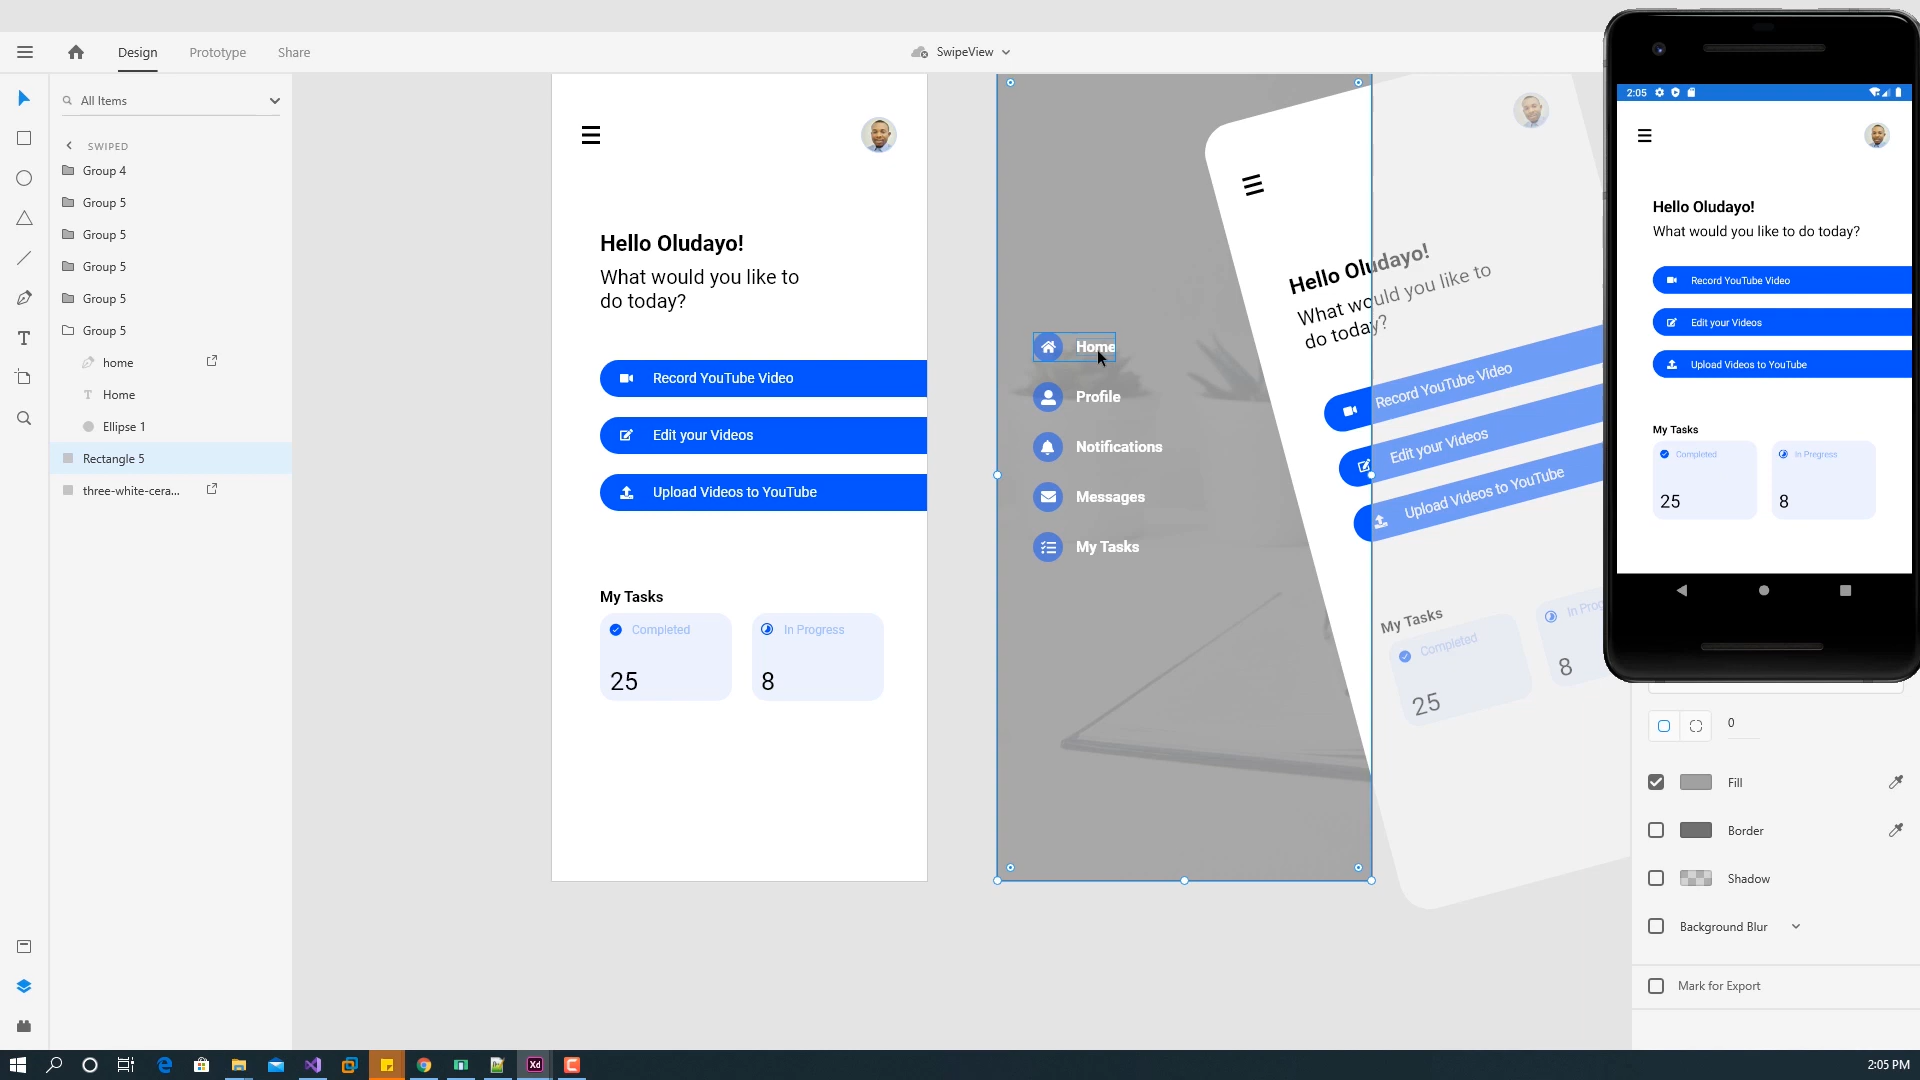 Design
Prototype
Share
SwipeView
All Items
SWIPED
Group 4
Group 5
Group 5
Group 5
Group 5
Group 5
home
Home
Ellipse 1
Rectangle 5
three-white-cera...
Hello Oludayo!
What would you like to
do today?
Record YouTube Video
Edit your Videos
Upload Videos to YouTube
My Tasks
Completed
In Progress
25
8
Home
Profile
Notifications
Messages
My Tasks
Hello Oludayo!
What would you like to
do today?
Record YouTube Video
Edit your Videos
Upload Videos to YouTube
My Tasks
Completed
In Prog
25
8
2:05
Hello Oludayo!
What would you like to do today?
Record YouTube Video
Edit your Videos
Upload Videos to YouTube
My Tasks
Completed
In Progress
25
8
0
Fill
Border
Shadow
Background Blur
Mark for Export
Xd
2:05 PM